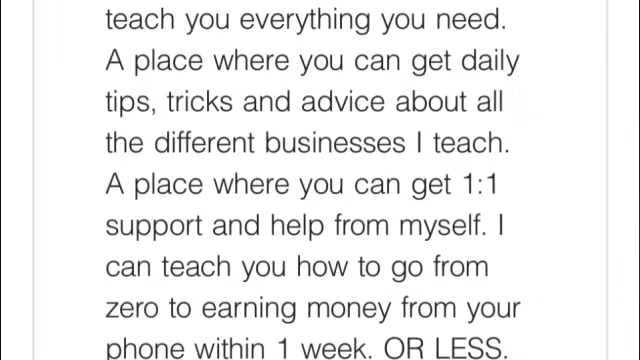 teach you everything you need.
A place where you can get daily
tips, tricks and advice about all
the different businesses I teach.
A place where you can get 1:1
support and help from myself. I
can teach you how to go from
zero to earning money from your
phone within 1 week. OR LESS.